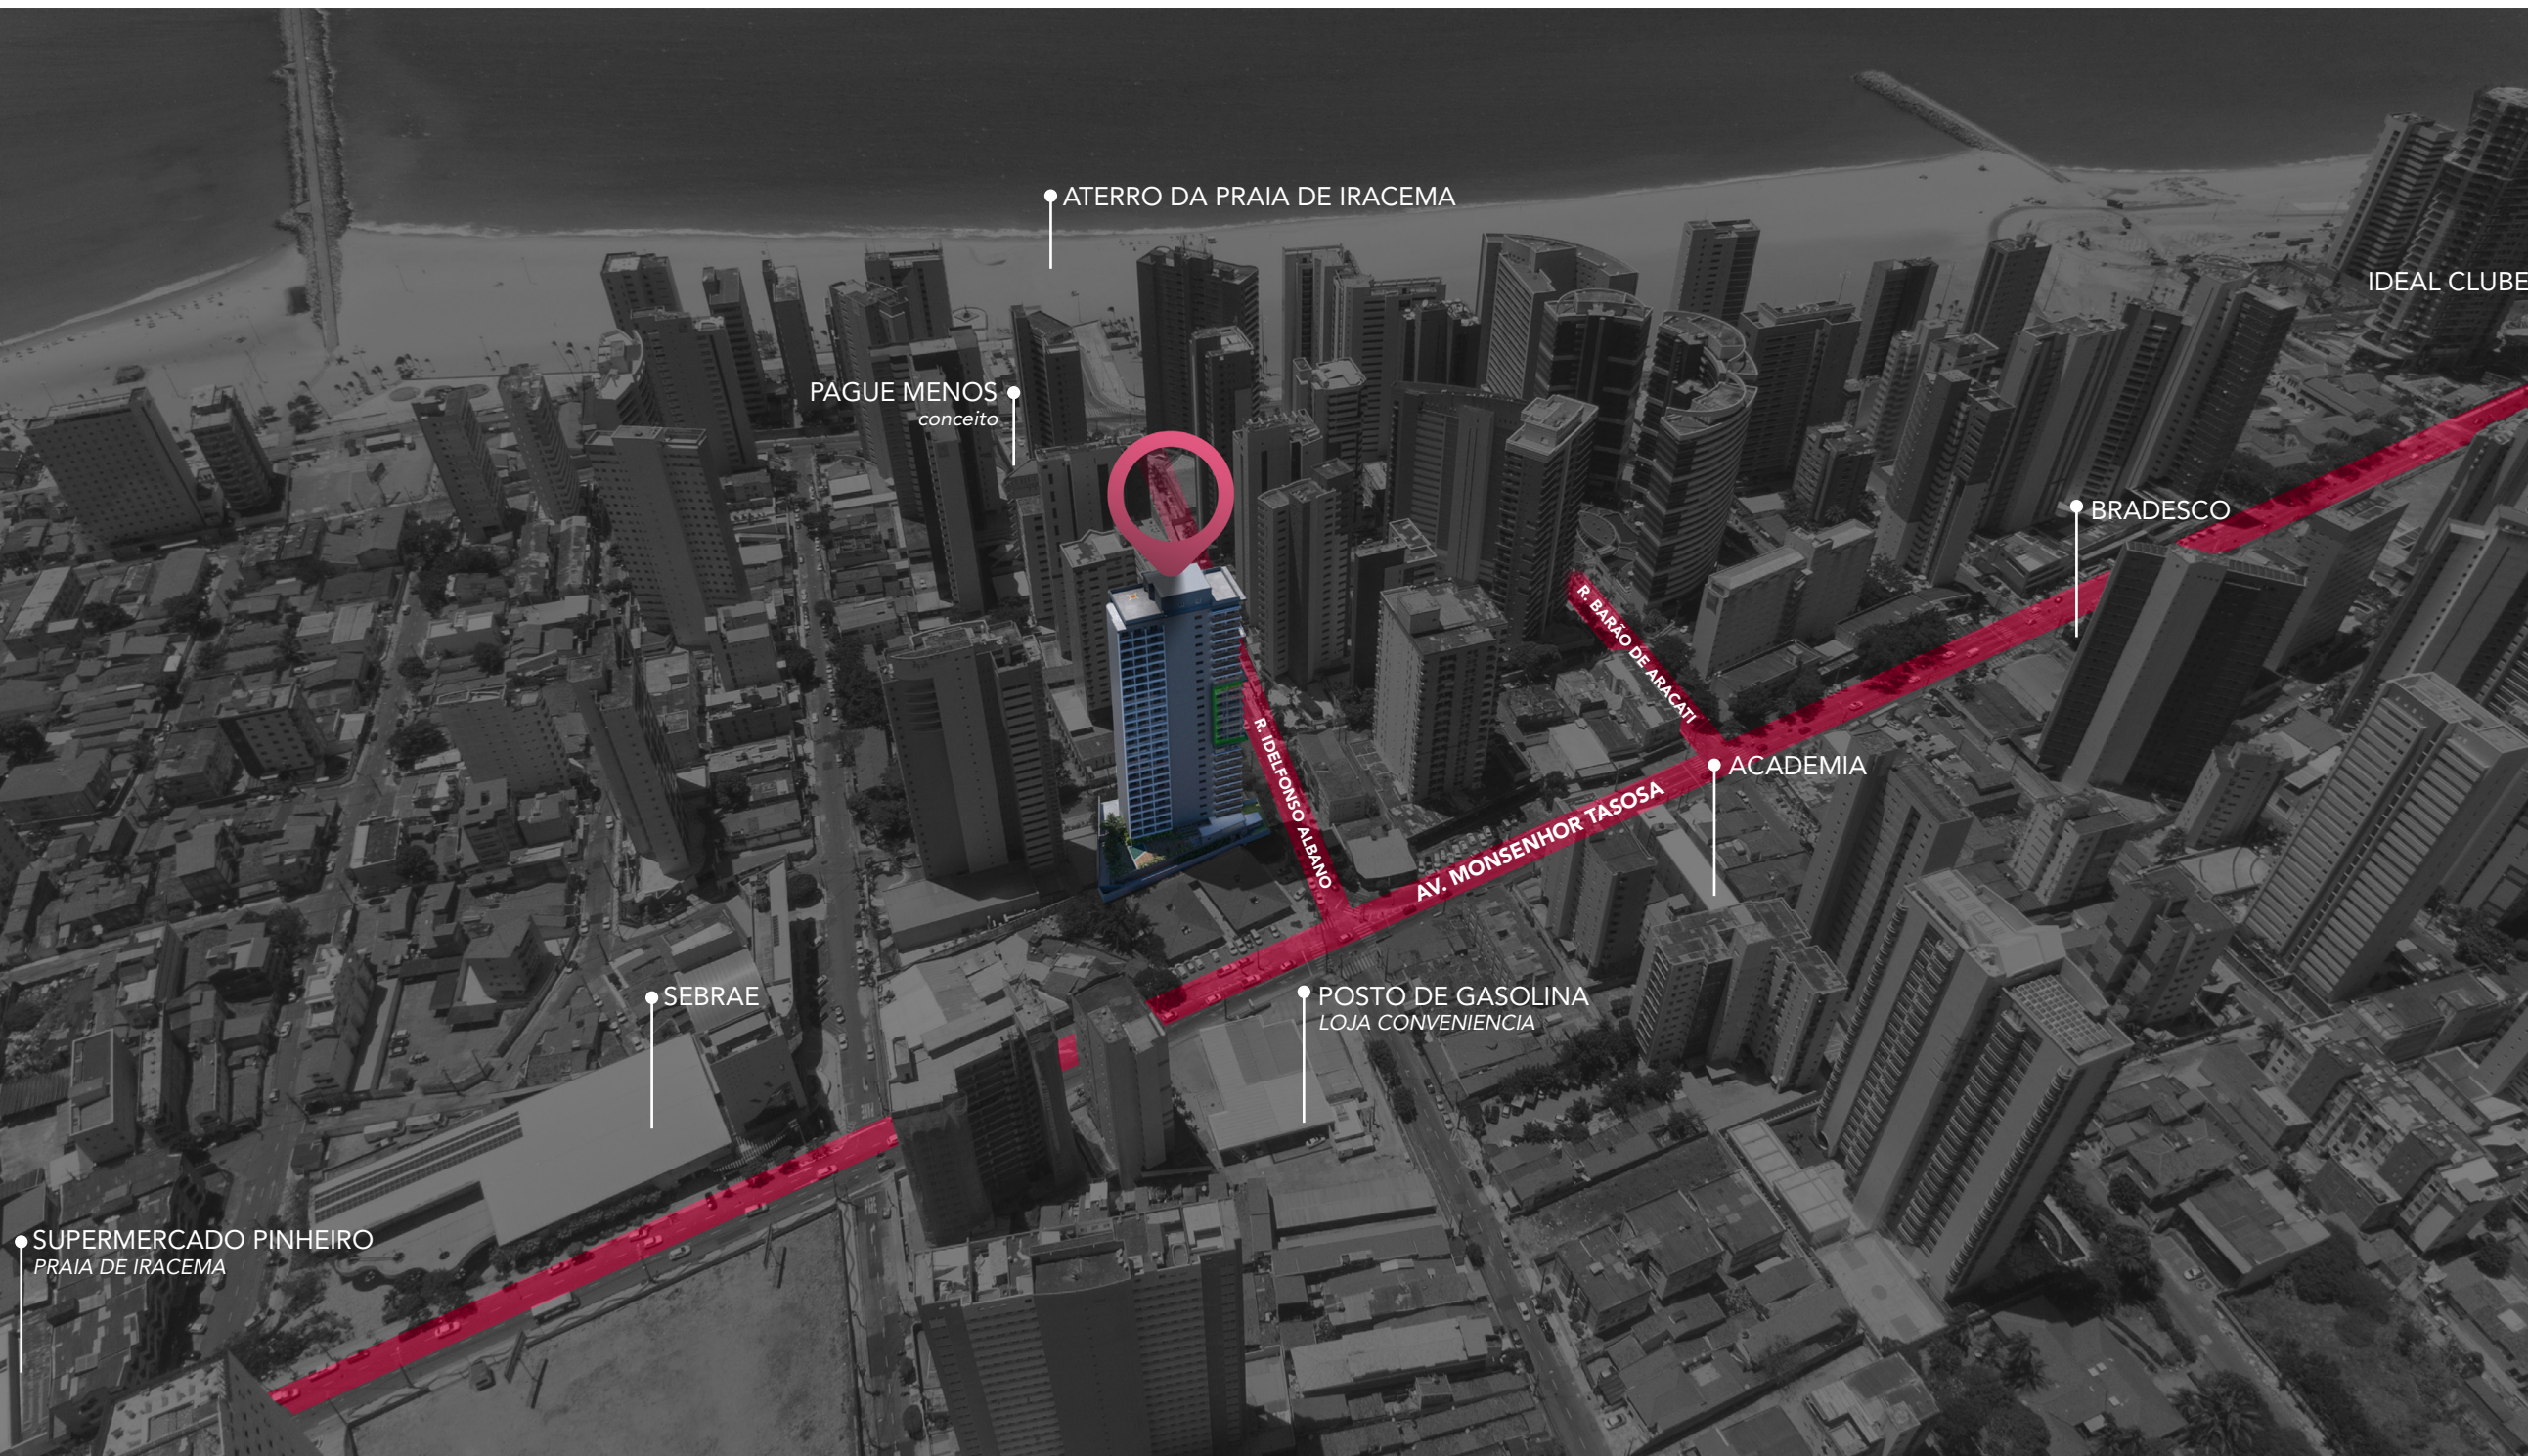 ATERRO DA PRAIA DE IRACEMA
IDEAL CLUBE
PAGUE MENOS
conceito
BRADESCO
R. BARÃO DE ARACATI
R. IDELFONSO ALBANO
ACADEMIA
AV. MONSENHOR TASOSA
SEBRAE
POSTO DE GASOLINA
LOJA CONVENIENCIA
SUPERMERCADO PINHEIRO
PRAIA DE IRACEMA